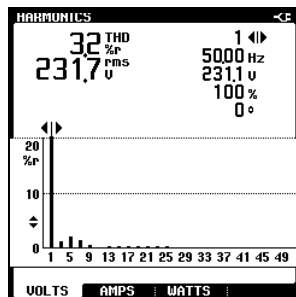 HARMONICS
3.2 THD %r
231.7 rms V
1
50.00 Hz
231.1 V
100 %
0 °
20
%r
10
0
1 5 9 13 17 21 25 29 33 37 41 45 49
VOLTS AMPS WATTS